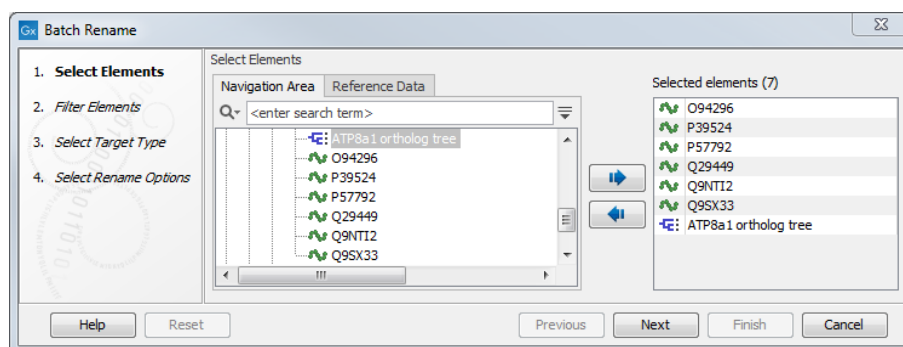 Gx Batch Rename
1. Select Elements
2. Filter Elements
3. Select Target Type
4. Select Rename Options
Select Elements
Navigation Area
Reference Data
<enter search term>
ATP8a1 ortholog tree
O94296
P39524
P57792
Q29449
Q9NTI2
Q9SX33
Selected elements (7)
O94296
P39524
P57792
Q29449
Q9NTI2
Q9SX33
ATP8a1 ortholog tree
Help
Reset
Previous
Next
Finish
Cancel